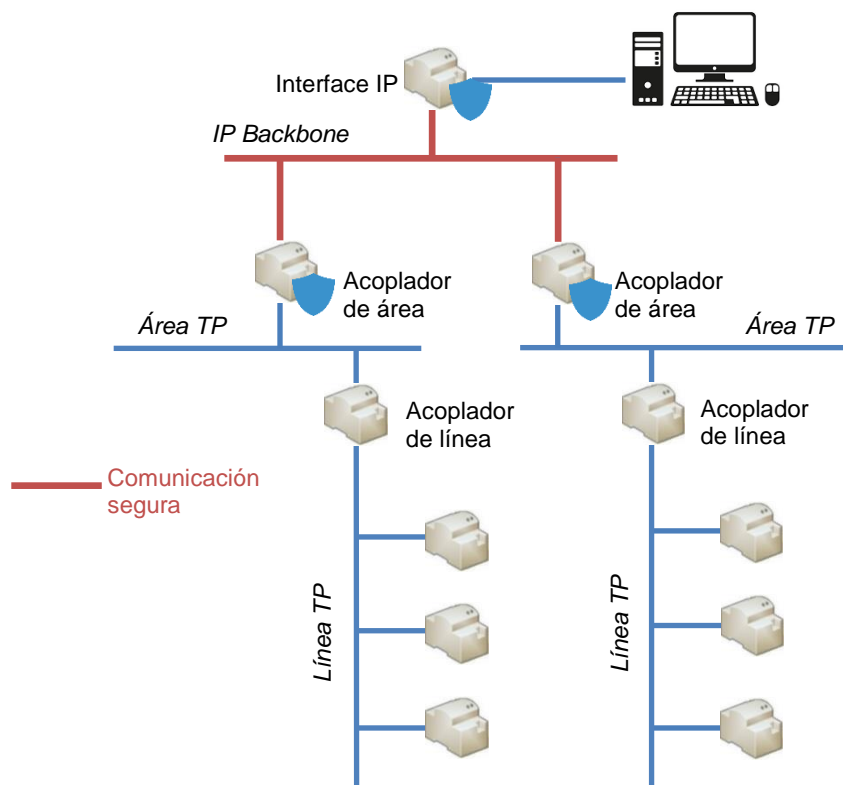 Interface IP
IP Backbone
Acoplador
de área
Acoplador
de área
Área TP
Área TP
Acoplador
de línea
Acoplador
de línea
Comunicación
segura
Línea TP
Línea TP